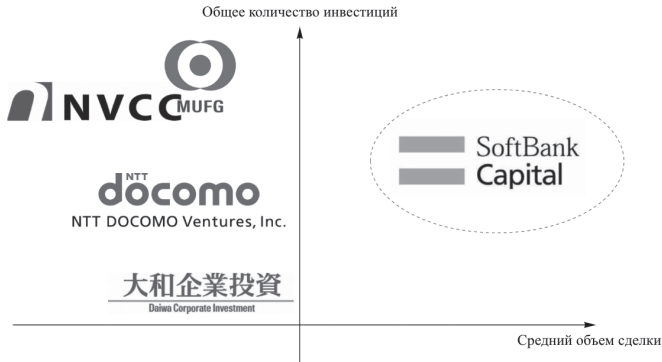 Общее количество инвестиций
NVCC
MUFG
SoftBank
Capital
NTT
docomo
NTT DOCOMO Ventures, Inc.
大和企業投資
Daiwa Corporate Investment
Средний объем сделки